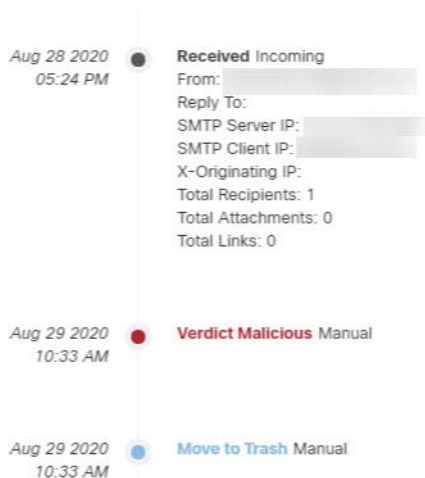 Aug 28 2020
05:24 PM
Received Incoming
From:
Reply To:
SMTP Server IP:
SMTP Client IP:
X-Originating IP:
Total Recipients: 1
Total Attachments: 0
Total Links: 0
Aug 29 2020
10:33 AM
Verdict Malicious Manual
Aug 29 2020
10:33 AM
Move to Trash Manual